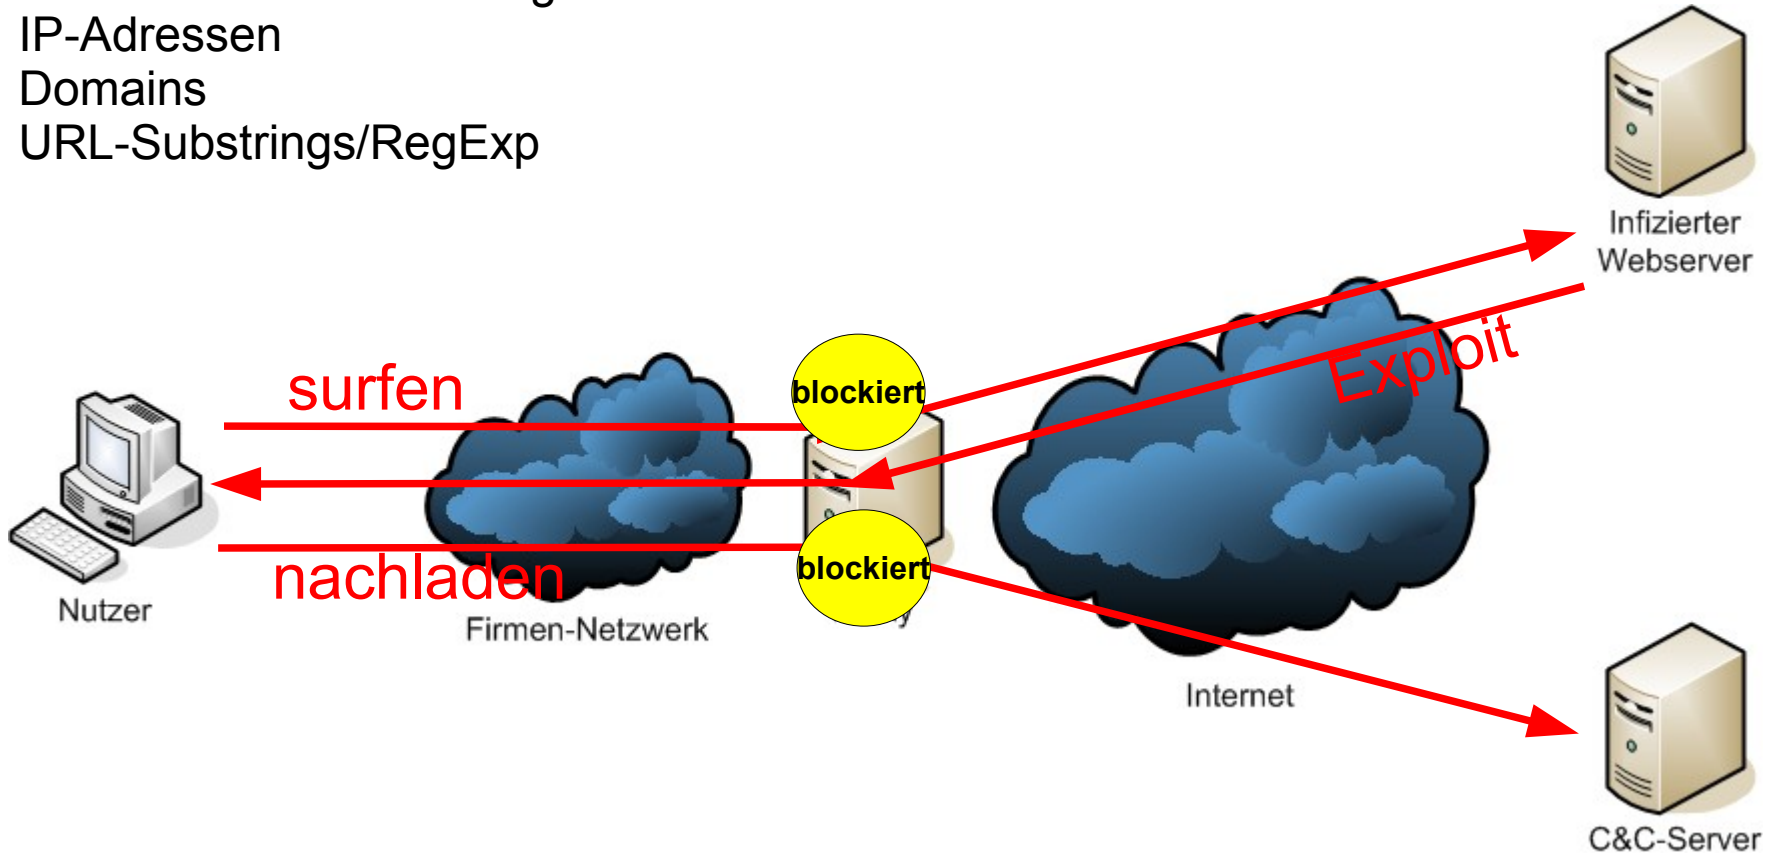 IP-Adressen
Domains
URL-Substrings/RegExp
Infizierter
Webserver
Exploit
surfen
blockiert
nachladen
blockiert
Nutzer
Firmen-Netzwerk
Internet
C&C-Server